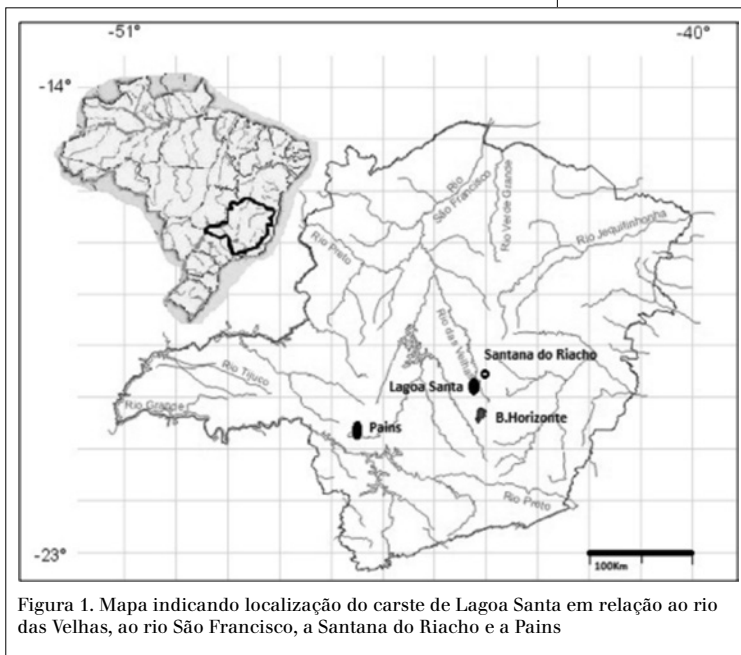 -51°
-40°
-14°
Rio
São Francisco
Rio Verde Grande
Rio Jequitinhonha
Rio Preto
Rio das Velhas
Santana do Riacho
Lagoa Santa
Rio Tijuco
Rio Grande
B.Horizonte
Pains
Rio Preto
-23°
100Km
Figura 1. Mapa indicando localização do carste de Lagoa Santa em relação ao rio
das Velhas, ao rio São Francisco, a Santana do Riacho e a Pains